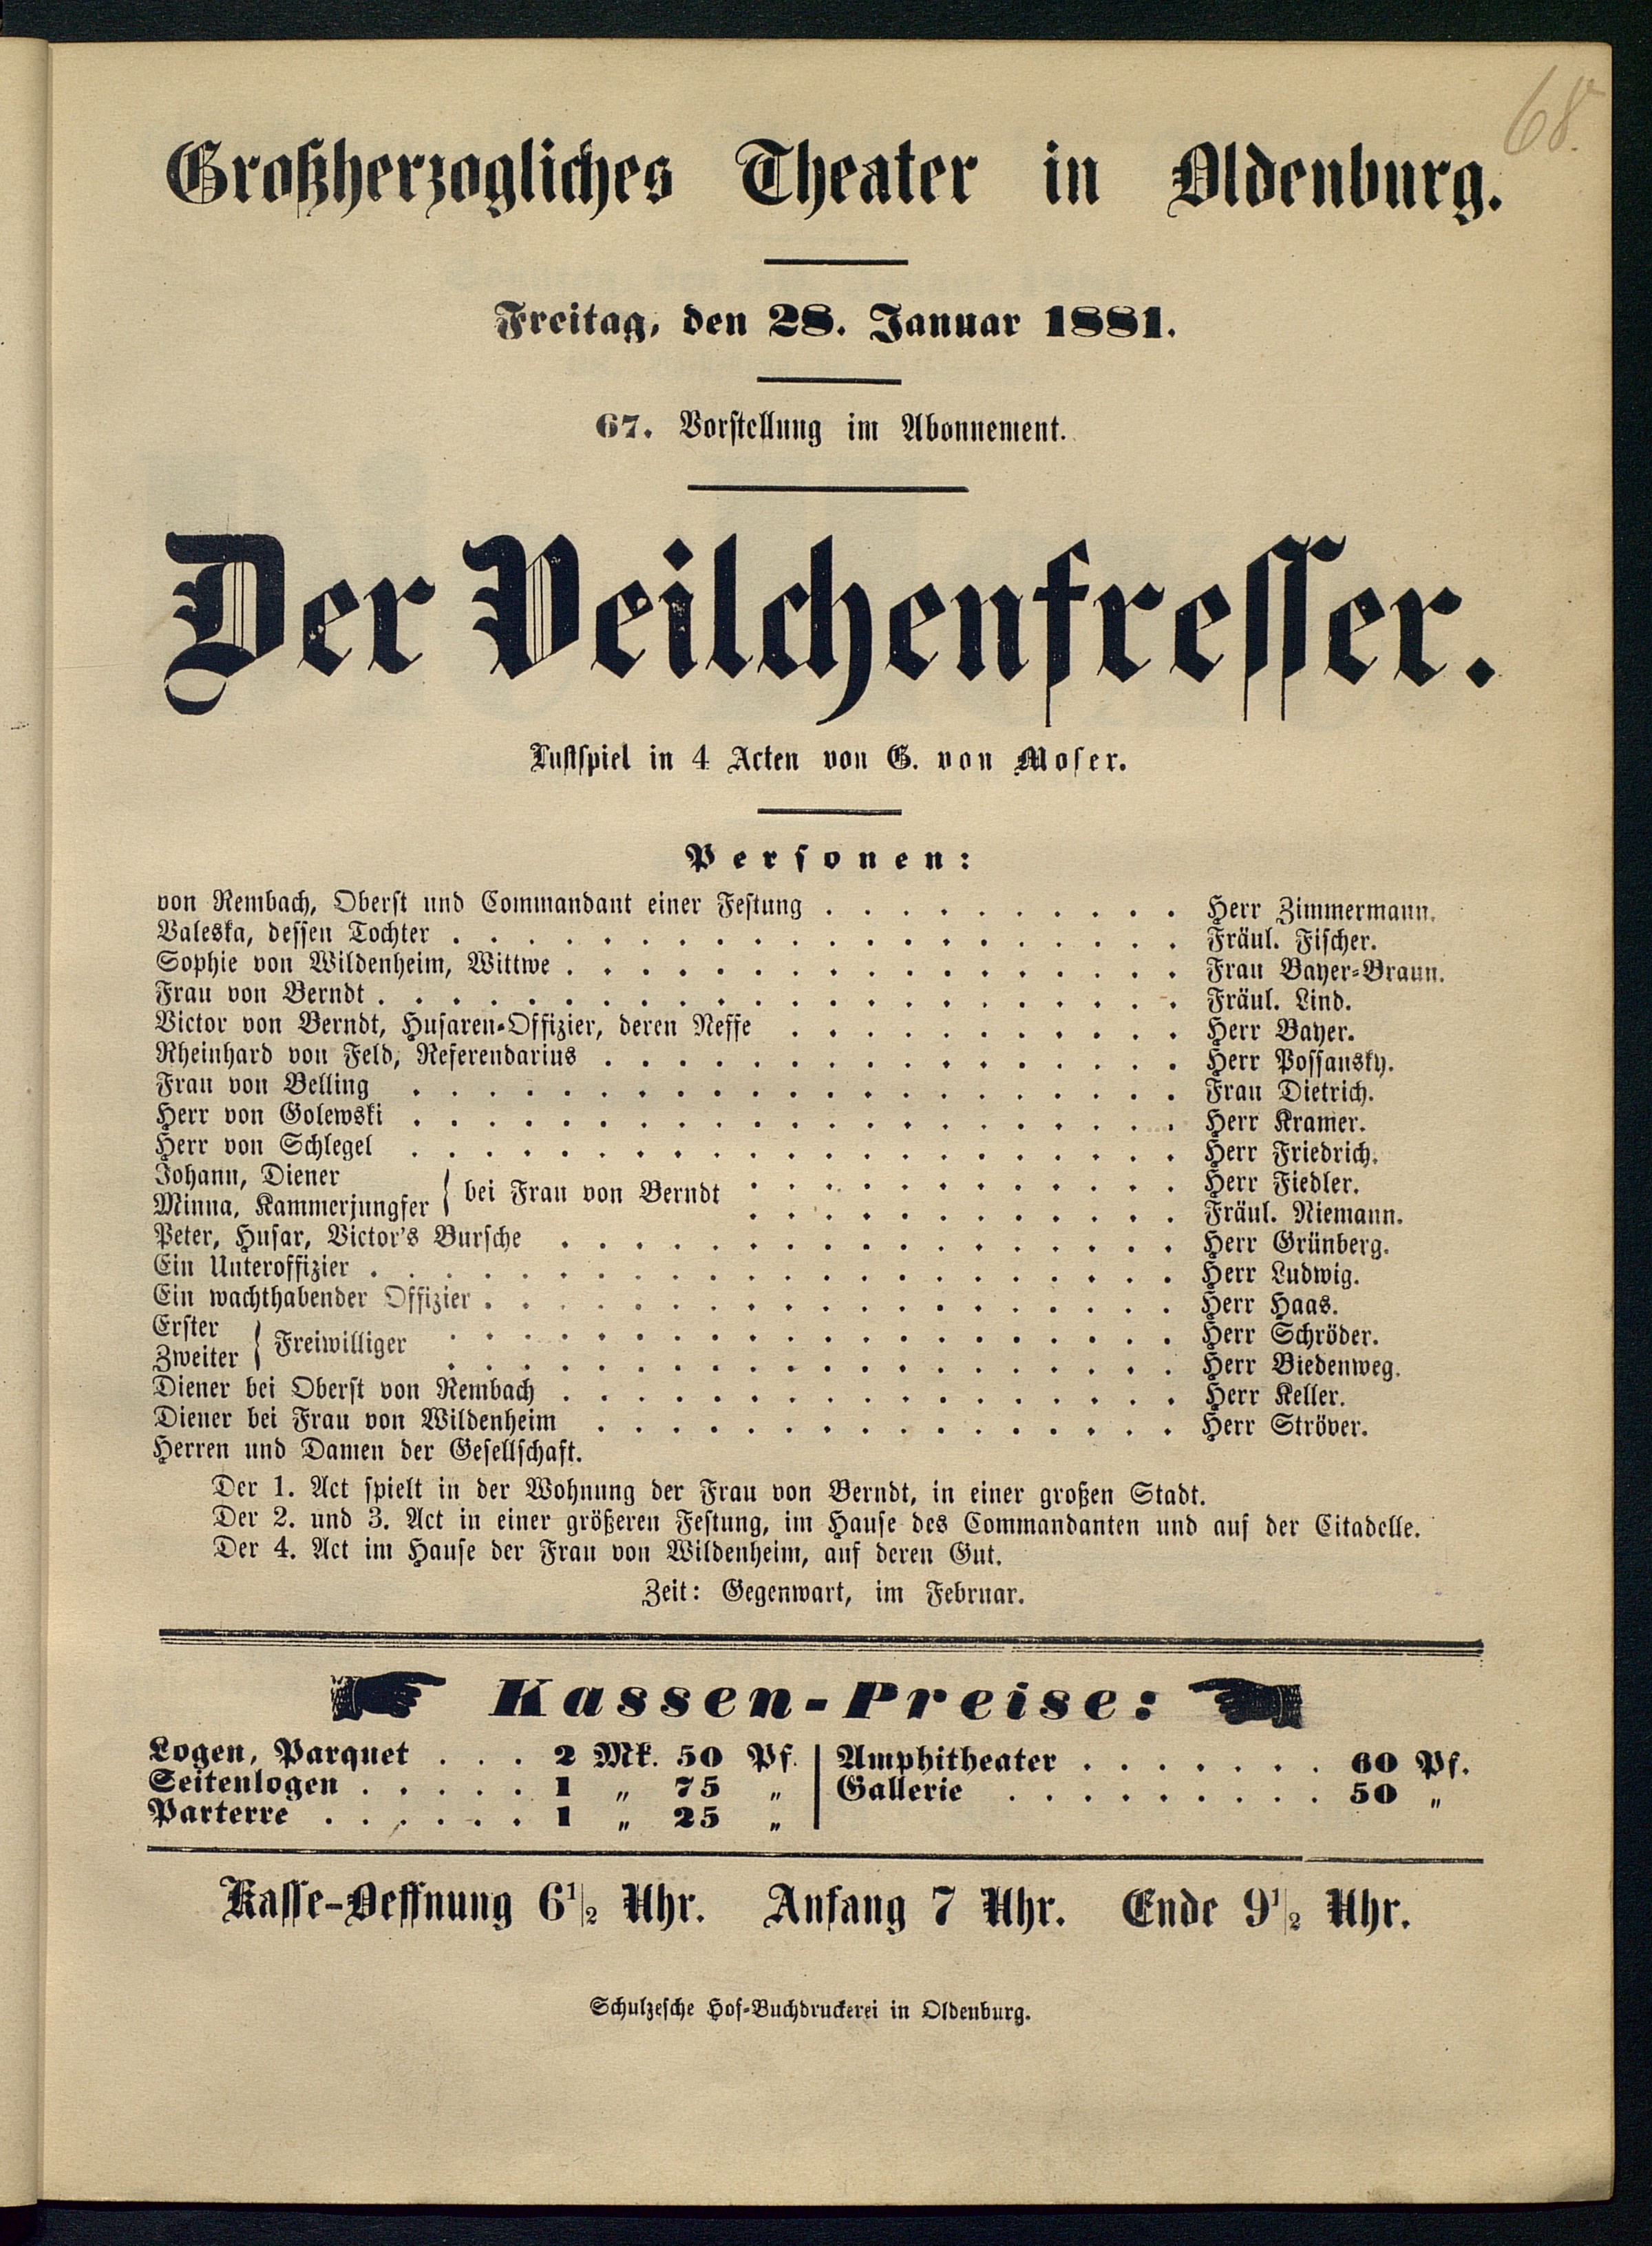 68.
Großherzogliches Theater in Oldenburg.
Freitag, den 28. Januar 1881.
67. Vorstellung im Abonnement.
Der Veilchenfresser.
Lustspiel in 4 Acten von G. von Moser.
Personen:
von Rembach, Oberst und Commandant einer Festung . . . . . . . . . . Herr Zimmermann.
Valeska, dessen Tochter . . . . . . . . . . . . . . . . . . . . Fräul. Fischer.
Sophie von Wildenheim, Wittwe . . . . . . . . . . . . . . . . . Frau Bayer-Braun.
Frau von Berndt . . . . . . . . . . . . . . . . . . . . . . Fräul. Lind.
Victor von Berndt, Husaren-Offizier, deren Neffe . . . . . . . . . . . Herr Bayer.
Rheinhard von Feld, Referendarius . . . . . . . . . . . . . . . . Herr Possansky.
Frau von Belling . . . . . . . . . . . . . . . . . . . . . Frau Dietrich.
Herr von Golewski . . . . . . . . . . . . . . . . . . . . . Herr Kramer.
Herr von Schlegel . . . . . . . . . . . . . . . . . . . . . Herr Friedrich.
Johann, Diener } bei Frau von Berndt . . . . . . . . . . . . Herr Fiedler.
Minna, Kammerjungfer . . . . . . . . . . . . Fräul. Niemann.
Peter, Husar, Victor's Bursche . . . . . . . . . . . . . . . . . Herr Grünberg.
Ein Unteroffizier . . . . . . . . . . . . . . . . . . . . . . Herr Ludwig.
Ein wachthabender Offizier . . . . . . . . . . . . . . . . . . . Herr Haas.
Erster } Freiwilliger . . . . . . . . . . . . . . . . . . . . Herr Schröder.
Zweiter . . . . . . . . . . . . . . . . . . . . Herr Biedenweg.
Diener bei Oberst von Rembach . . . . . . . . . . . . . . . . . Herr Keller.
Diener bei Frau von Wildenheim . . . . . . . . . . . . . . . . Herr Ströver.
Herren und Damen der Gesellschaft.
Der 1. Act spielt in der Wohnung der Frau von Berndt, in einer großen Stadt.
Der 2. und 3. Act in einer größeren Festung, im Hause des Commandanten und auf der Citadelle.
Der 4. Act im Hause der Frau von Wildenheim, auf deren Gut.
Zeit: Gegenwart, im Februar.
Kassen-Preise:
Logen, Parquet . . . 2 Mk. 50 Pf. | Amphitheater . . . . . . . 60 Pf.
Seitenlogen . . . . . 1 „ 75 „ | Gallerie . . . . . . . . . 50 „
Parterre . . . . . . 1 „ 25 „
Kasse-Oeffnung 6 1/2 Uhr. Anfang 7 Uhr. Ende 9 1/2 Uhr.
Schulzesche Hof-Buchdruckerei in Oldenburg.